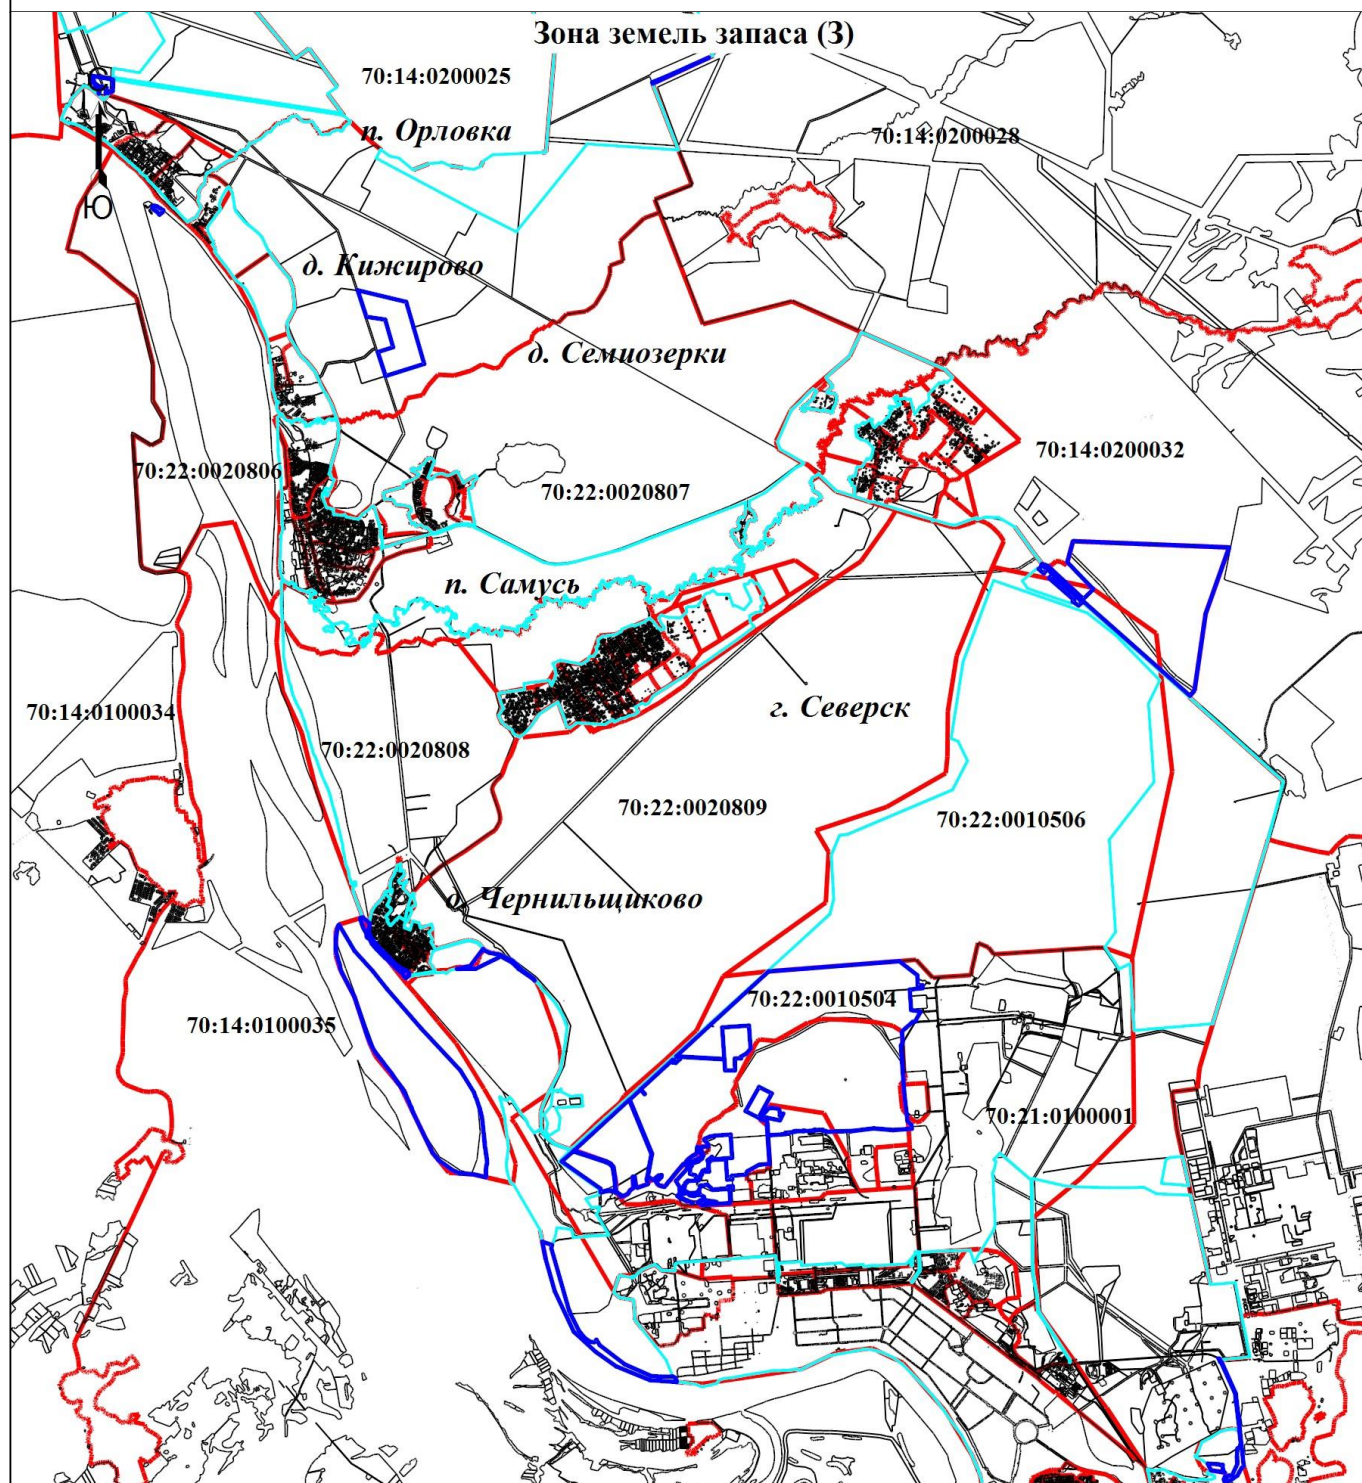 Зона земель запаса (З)
70:14:0200025
п. Орловка
70:14:0200028
Ю
д. Кижирово
д. Семиозерки
70:14:0200032
70:22:0020806
70:22:0020807
п. Самусь
70:14:0100034
г. Северск
70:22:0020808
70:22:0020809
70:22:0010506
д. Чернильщиково
70:22:0010504
70:14:0100035
70:21:0100001